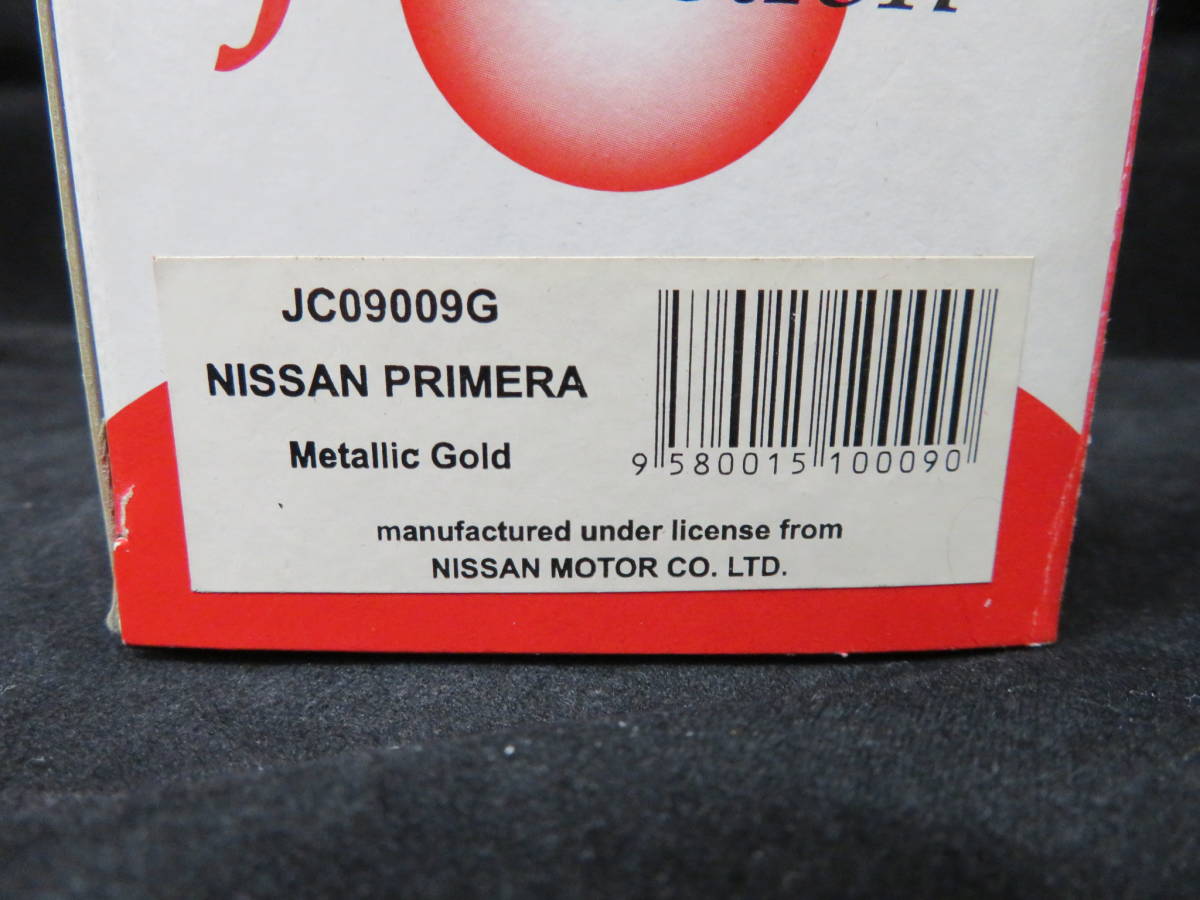 JC09009G
NISSAN PRIMERA
Metallic Gold
9 580015 100090
manufactured under license from
NISSAN MOTOR CO. LTD.